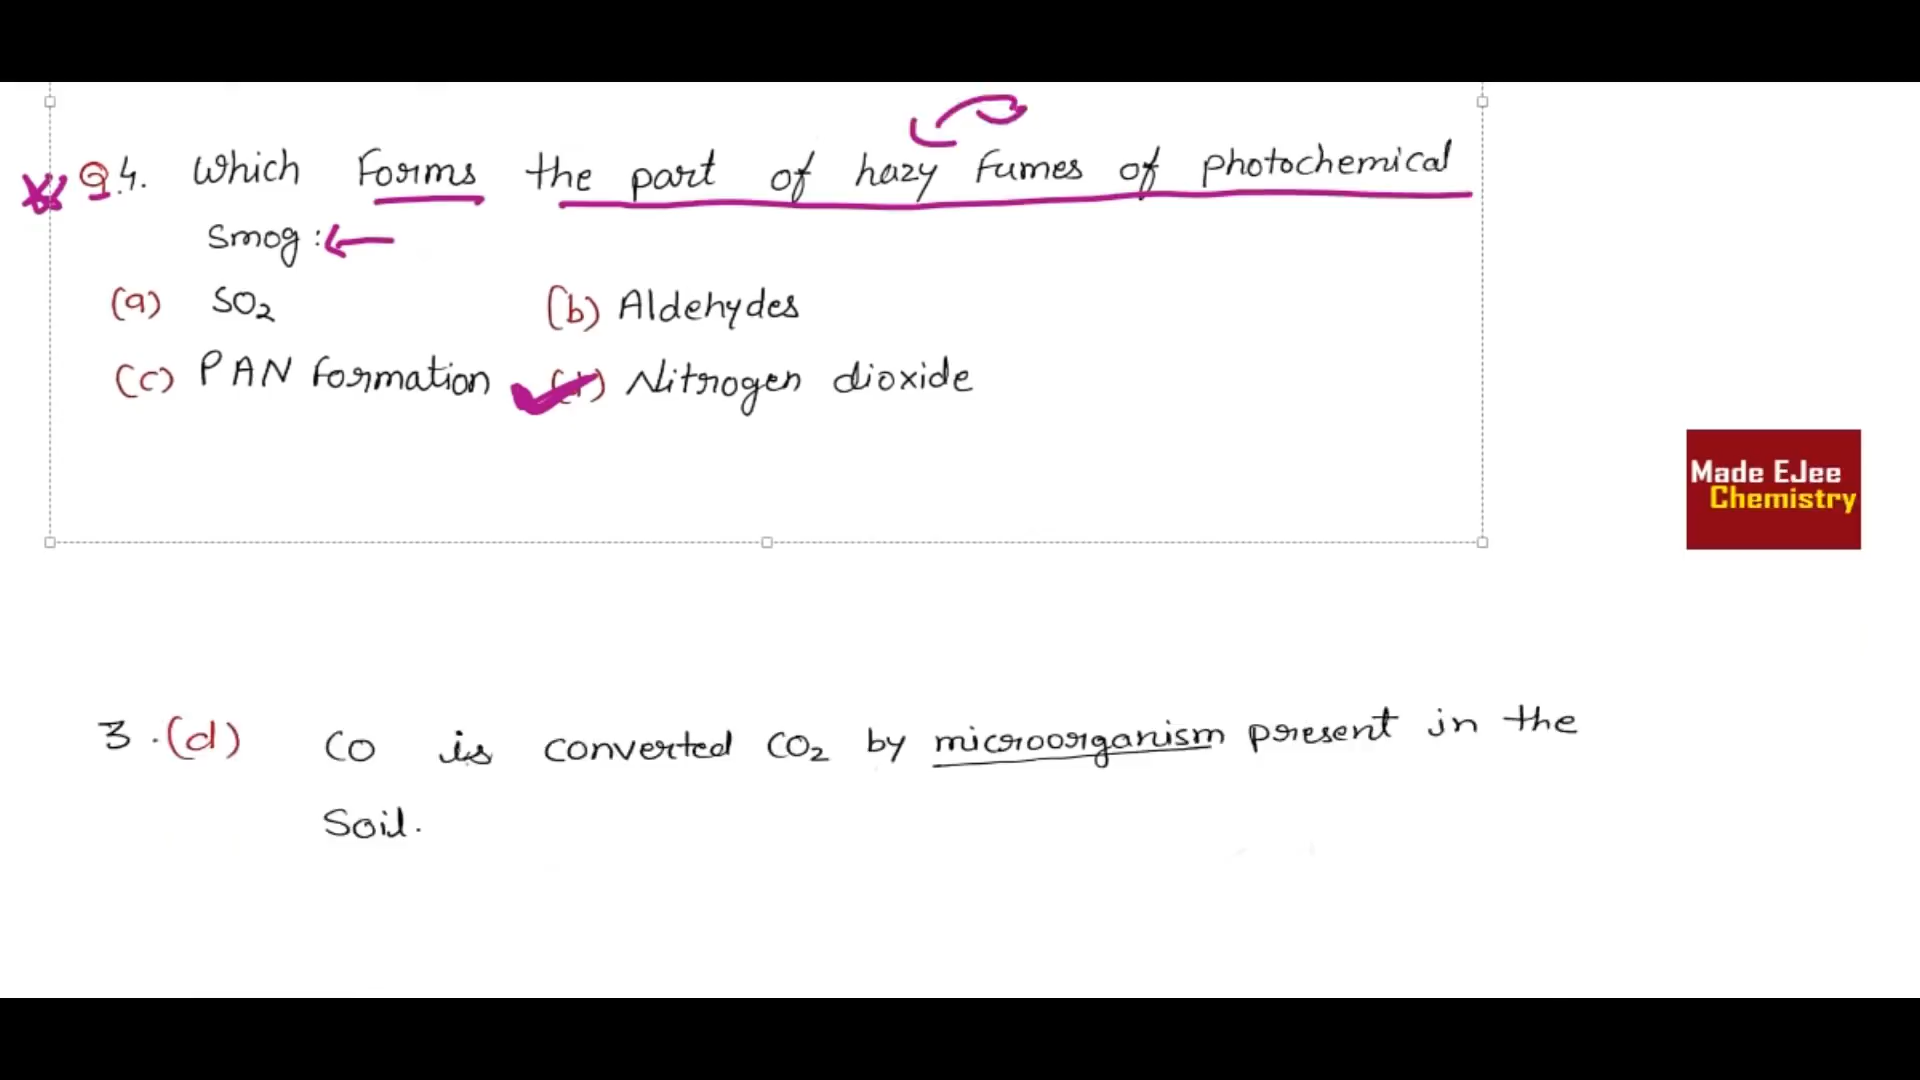 Q.4. Which Forms the part of hazy Fumes of Photochemical
Smog :
(a) SO₂ (b) Aldehydes
(c) PAN formation (d) Nitrogen dioxide
Made EJee
Chemistry
3. (d) CO is converted CO₂ by microorganism present in the
Soil.